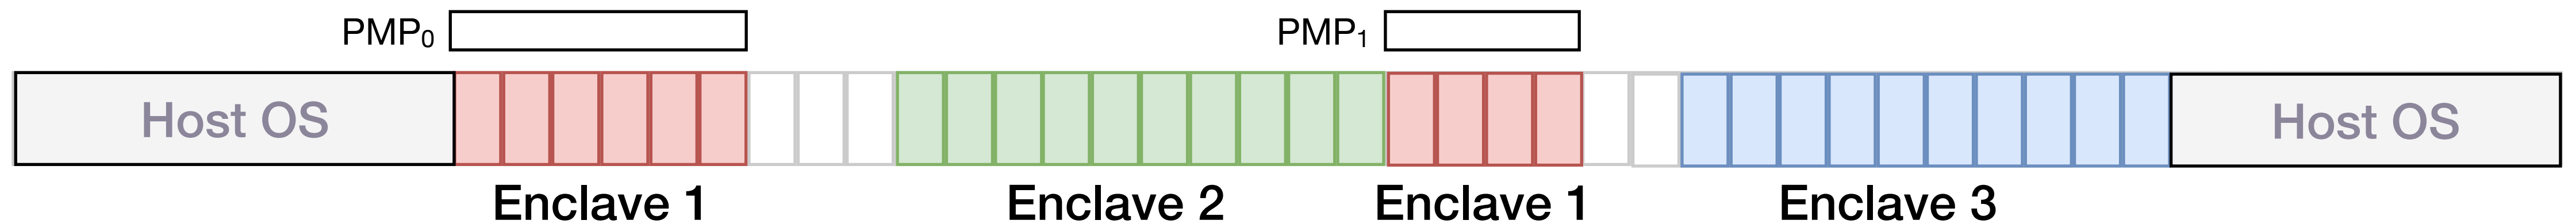 PMP₀
PMP₁
Host OS
Host OS
Enclave 1
Enclave 2
Enclave 1
Enclave 3